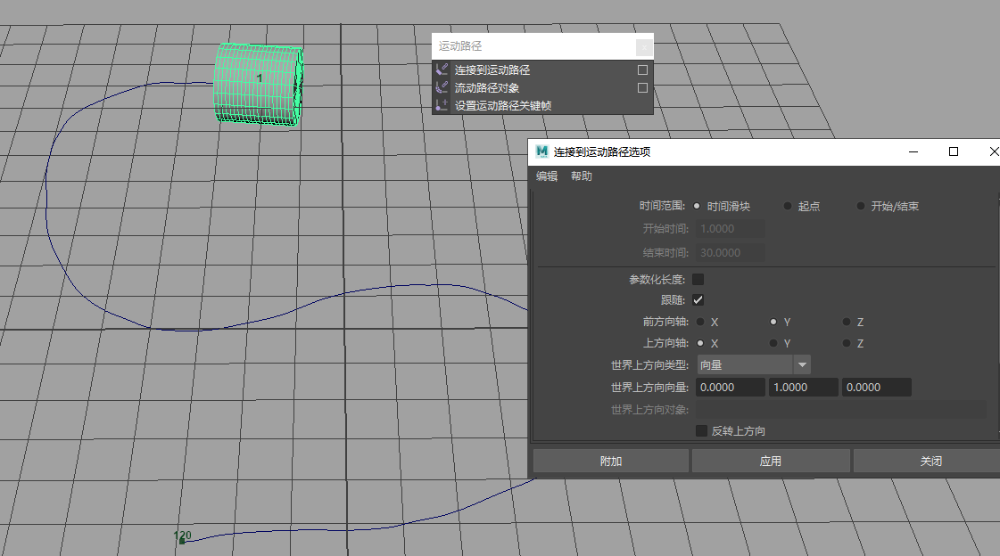 运动路径
连接到运动路径
流动路径对象
设置运动路径关键帧
1
M 连接到运动路径选项
编辑 帮助
时间范围: 时间滑块 起点 开始/结束
开始时间: 1.0000
结束时间: 30.0000
参数化长度:
跟随:
前方向轴: X Y Z
上方向轴: X Y Z
世界上方向类型: 向量
世界上方向向量: 0.0000 1.0000 0.0000
世界上方向对象:
反转上方向
附加 应用 关闭
120